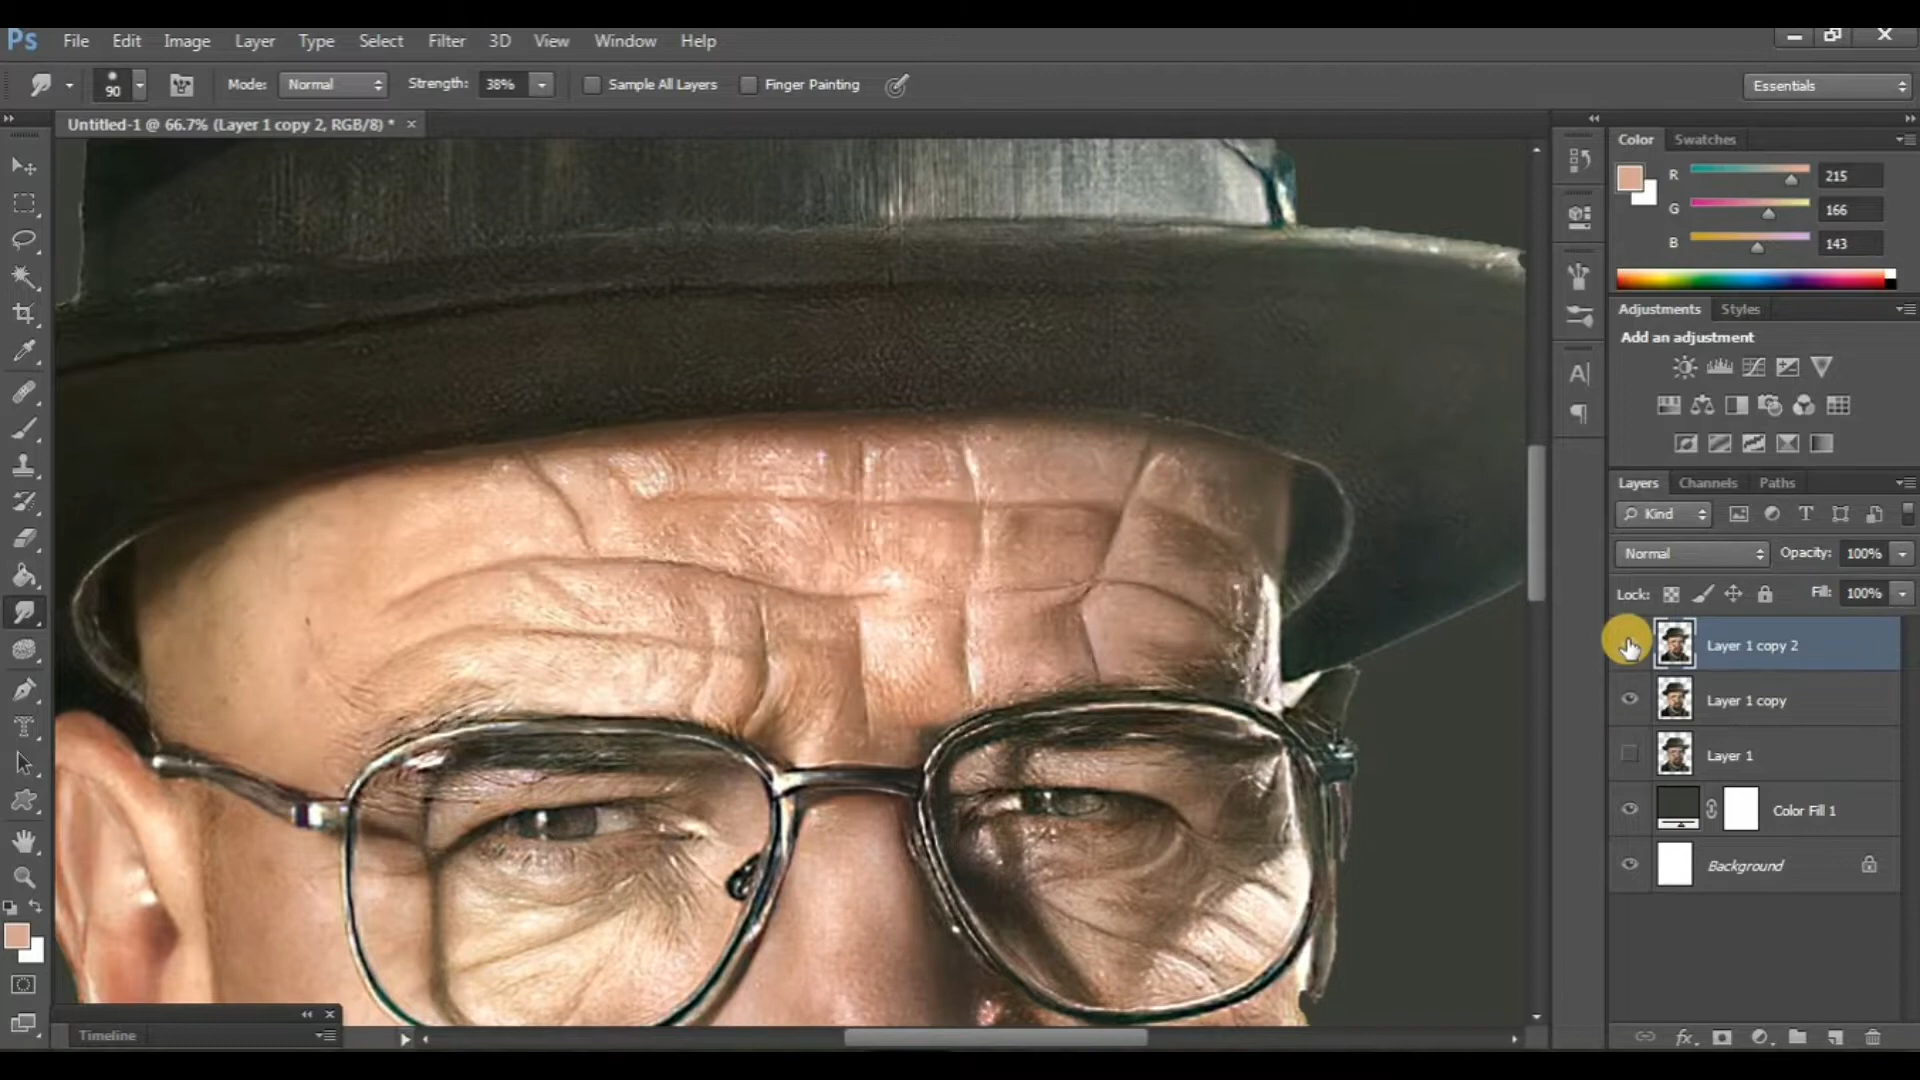 Ps File Edit Image Layer Type Select Filter 3D View Window Help
90 Mode: Normal Strength: 38% Sample All Layers Finger Painting Essentials
Untitled-1 @ 66.7% (Layer 1 copy 2, RGB/8) * ×
Color Swatches
R 215
G 166
B 143
Adjustments Styles
Add an adjustment
Layers Channels Paths
Kind
Normal Opacity: 100%
Lock: Fill: 100%
Layer 1 copy 2
Layer 1 copy
Layer 1
Color Fill 1
Background
Timeline